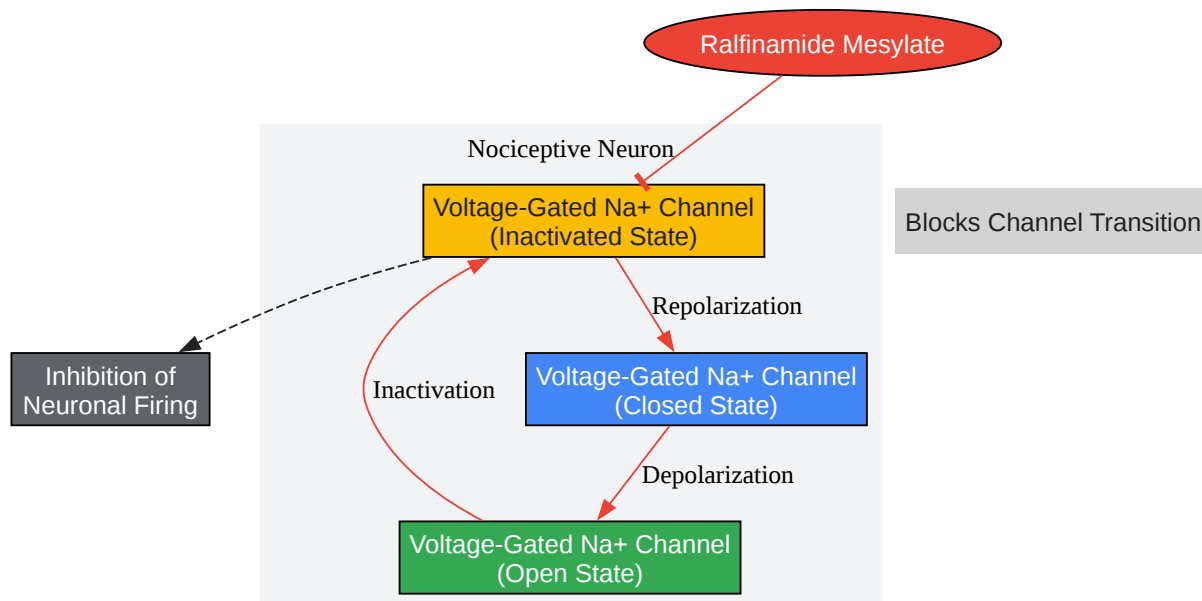 Ralfinamide Mesylate
Nociceptive Neuron
Voltage-Gated Na+ Channel
(Inactivated State)
Blocks Channel Transition
Repolarization
Inhibition of
Neuronal Firing
Inactivation
Voltage-Gated Na+ Channel
(Closed State)
Depolarization
Voltage-Gated Na+ Channel
(Open State)